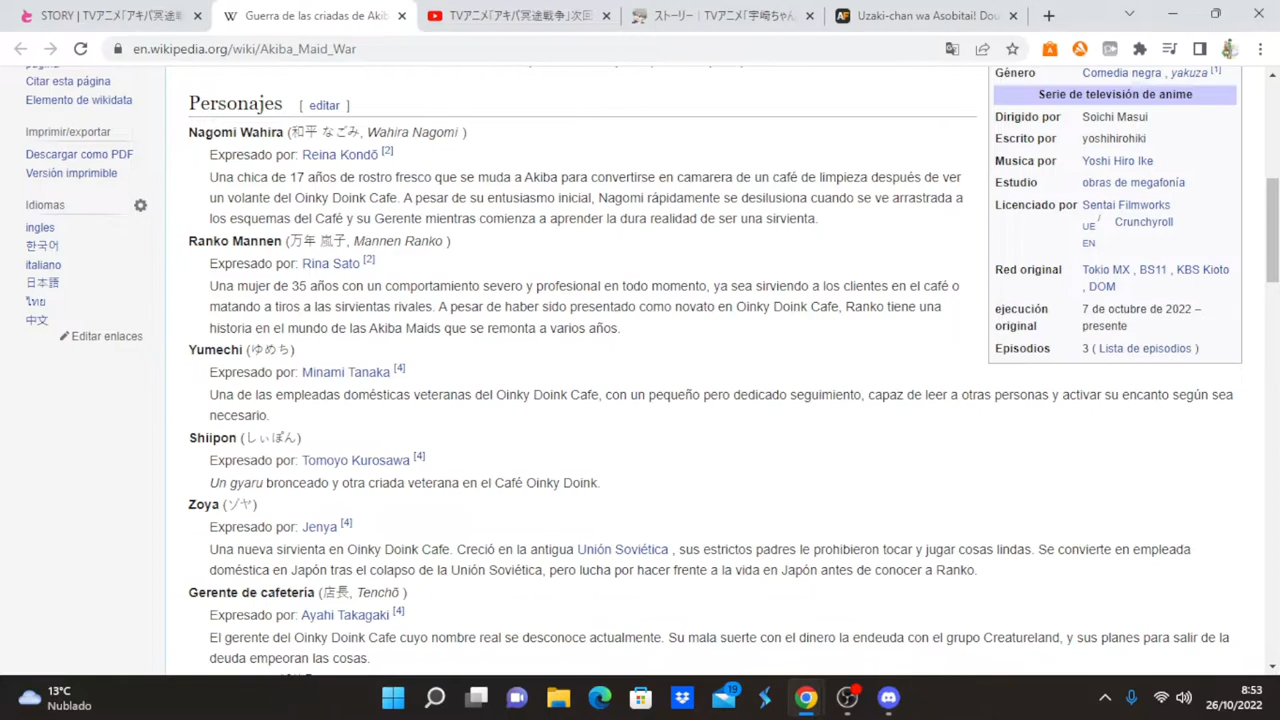 STORY | TVアニメ「アキバ冥途戦
Guerra de las criadas de Akib
TVアニメ「アキバ冥途戦争」次回
ストーリー | TVアニメ「宇崎ちゃん
Uzaki-chan wa Asobitai! Dou
en.wikipedia.org/wiki/Akiba_Maid_War
Citar esta página
Elemento de wikidata
Imprimir/exportar
Descargar como PDF
Versión imprimible
Idiomas
ingles
한국어
italiano
日本語
ไทย
中文
Editar enlaces
Personajes [ editar ]
Nagomi Wahira (和平 なごみ, Wahira Nagomi )
Expresado por: Reina Kondō [2]
Una chica de 17 años de rostro fresco que se muda a Akiba para convertirse en camarera de un café de limpieza después de ver
un volante del Oinky Doink Cafe. A pesar de su entusiasmo inicial, Nagomi rápidamente se desilusiona cuando se ve arrastrada a
los esquemas del Café y su Gerente mientras comienza a aprender la dura realidad de ser una sirvienta.
Ranko Mannen (万年 嵐子, Mannen Ranko )
Expresado por: Rina Sato [2]
Una mujer de 35 años con un comportamiento severo y profesional en todo momento, ya sea sirviendo a los clientes en el café o
matando a tiros a las sirvientas rivales. A pesar de haber sido presentado como novato en Oinky Doink Cafe, Ranko tiene una
historia en el mundo de las Akiba Maids que se remonta a varios años.
Yumechi (ゆめち)
Expresado por: Minami Tanaka [4]
Una de las empleadas domésticas veteranas del Oinky Doink Cafe, con un pequeño pero dedicado seguimiento, capaz de leer a otras personas y activar su encanto según sea
necesario.
Shiipon (しぃぽん)
Expresado por: Tomoyo Kurosawa [4]
Un gyaru bronceado y otra criada veterana en el Café Oinky Doink.
Zoya (ゾヤ)
Expresado por: Jenya [4]
Una nueva sirvienta en Oinky Doink Cafe. Creció en la antigua Unión Soviética , sus estrictos padres le prohibieron tocar y jugar cosas lindas. Se convierte en empleada
doméstica en Japón tras el colapso de la Unión Soviética, pero lucha por hacer frente a la vida en Japón antes de conocer a Ranko.
Gerente de cafetería (店長, Tenchō )
Expresado por: Ayahi Takagaki [4]
El gerente del Oinky Doink Cafe cuyo nombre real se desconoce actualmente. Su mala suerte con el dinero la endeuda con el grupo Creatureland, y sus planes para salir de la
deuda empeoran las cosas.
Género Comedia negra , yakuza [1]
Serie de televisión de anime
Dirigido por Soichi Masui
Escrito por yoshihirohiki
Musica por Yoshi Hiro Ike
Estudio obras de megafonía
Licenciado por Sentai Filmworks
UE / Crunchyroll
EN
Red original Tokio MX , BS11 , KBS Kioto
, DOM
ejecución 7 de octubre de 2022 –
original presente
Episodios 3 ( Lista de episodios )
13°C
Nublado
19
8:53
26/10/2022